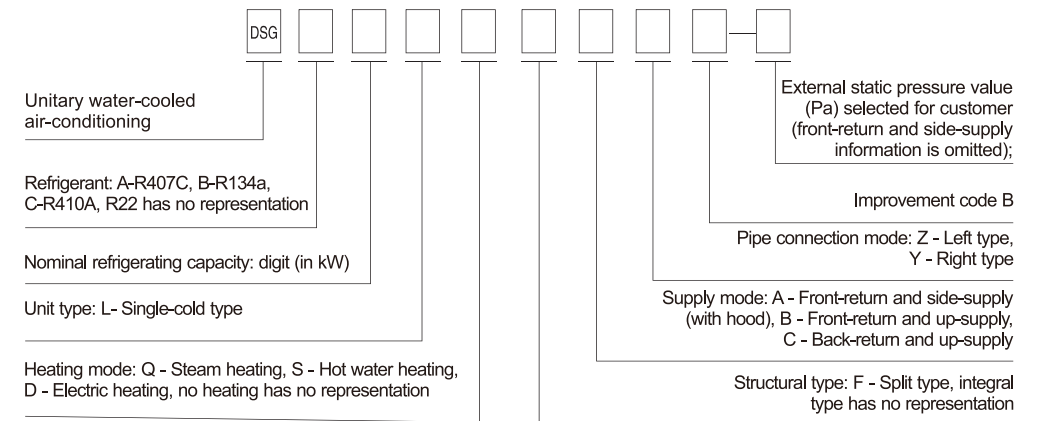 DSG
Unitary water-cooled
air-conditioning
Refrigerant: A-R407C, B-R134a,
C-R410A, R22 has no representation
Nominal refrigerating capacity: digit (in kW)
Unit type: L- Single-cold type
Heating mode: Q - Steam heating, S - Hot water heating,
D - Electric heating, no heating has no representation
External static pressure value
(Pa) selected for customer
(front-return and side-supply
information is omitted);
Improvement code B
Pipe connection mode: Z - Left type,
Y - Right type
Supply mode: A - Front-return and side-supply
(with hood), B - Front-return and up-supply,
C - Back-return and up-supply
Structural type: F - Split type, integral
type has no representation